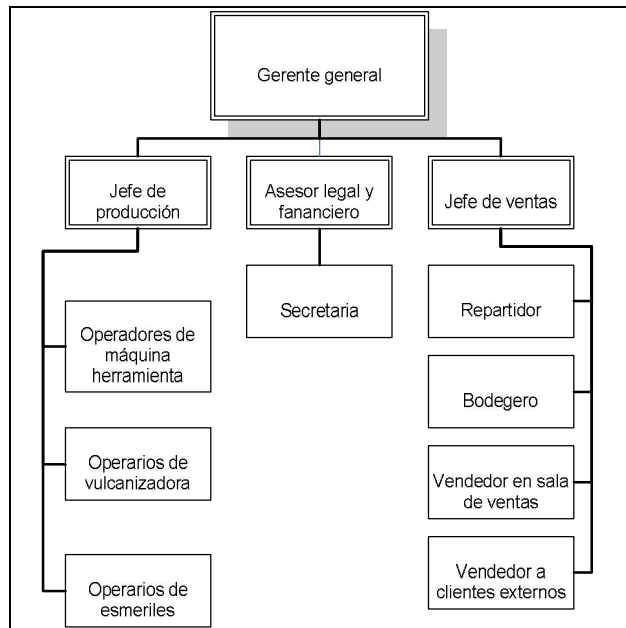 Gerente general
Jefe de
producción
Asesor legal y
fananciero
Jefe de ventas
Operadores de
máquina
herramienta
Operarios de
vulcanizadora
Operarios de
esmeriles
Secretaria
Repartidor
Bodegero
Vendedor en sala
de ventas
Vendedor a
clientes externos